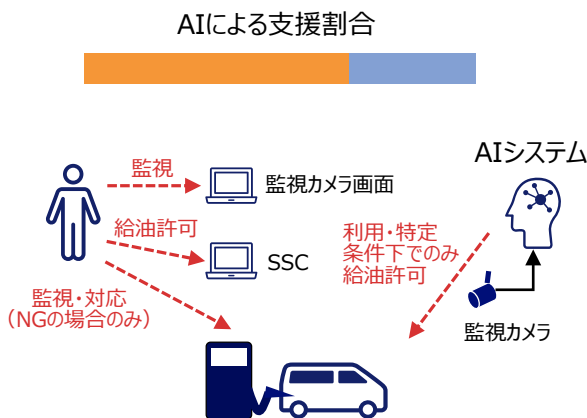 AIによる支援割合
監視
監視カメラ画面
給油許可
SSC
監視・対応
（NGの場合のみ）
AIシステム
利用・特定
条件下でのみ
給油許可
監視カメラ